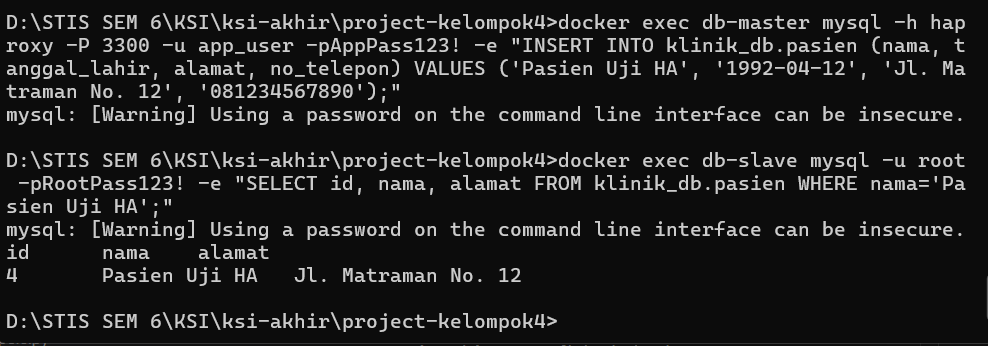 D:\STIS SEM 6\KSI\ksi-akhir\project-kelompok4>docker exec db-master mysql -h hap
roxy -P 3300 -u app_user -pAppPass123! -e "INSERT INTO klinik_db.pasien (nama, t
anggal_lahir, alamat, no_telepon) VALUES ('Pasien Uji HA', '1992-04-12', 'Jl. Ma
traman No. 12', '081234567890');"
mysql: [Warning] Using a password on the command line interface can be insecure.
D:\STIS SEM 6\KSI\ksi-akhir\project-kelompok4>docker exec db-slave mysql -u root
 -pRootPass123! -e "SELECT id, nama, alamat FROM klinik_db.pasien WHERE nama='Pa
sien Uji HA';"
mysql: [Warning] Using a password on the command line interface can be insecure.
id	nama	alamat
4	Pasien Uji HA	Jl. Matraman No. 12
D:\STIS SEM 6\KSI\ksi-akhir\project-kelompok4>